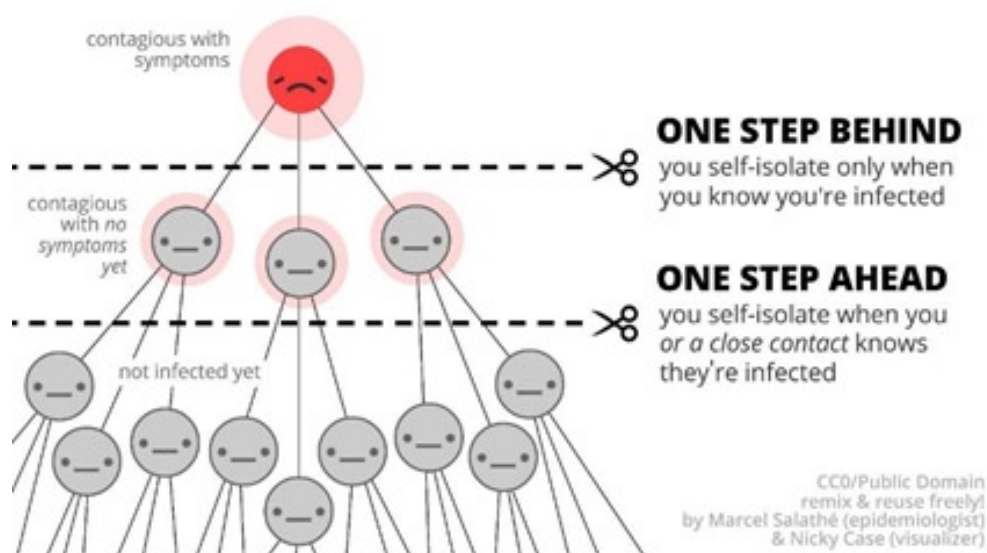 contagious with
symptoms
ONE STEP BEHIND
you self-isolate only when
you know you're infected
contagious
with no
symptoms
yet
ONE STEP AHEAD
you self-isolate when you
or a close contact knows
they're infected
not infected yet
CC0/Public Domain
remix & reuse freely!
by Marcel Salathé (epidemiologist)
& Nicky Case (visualizer)